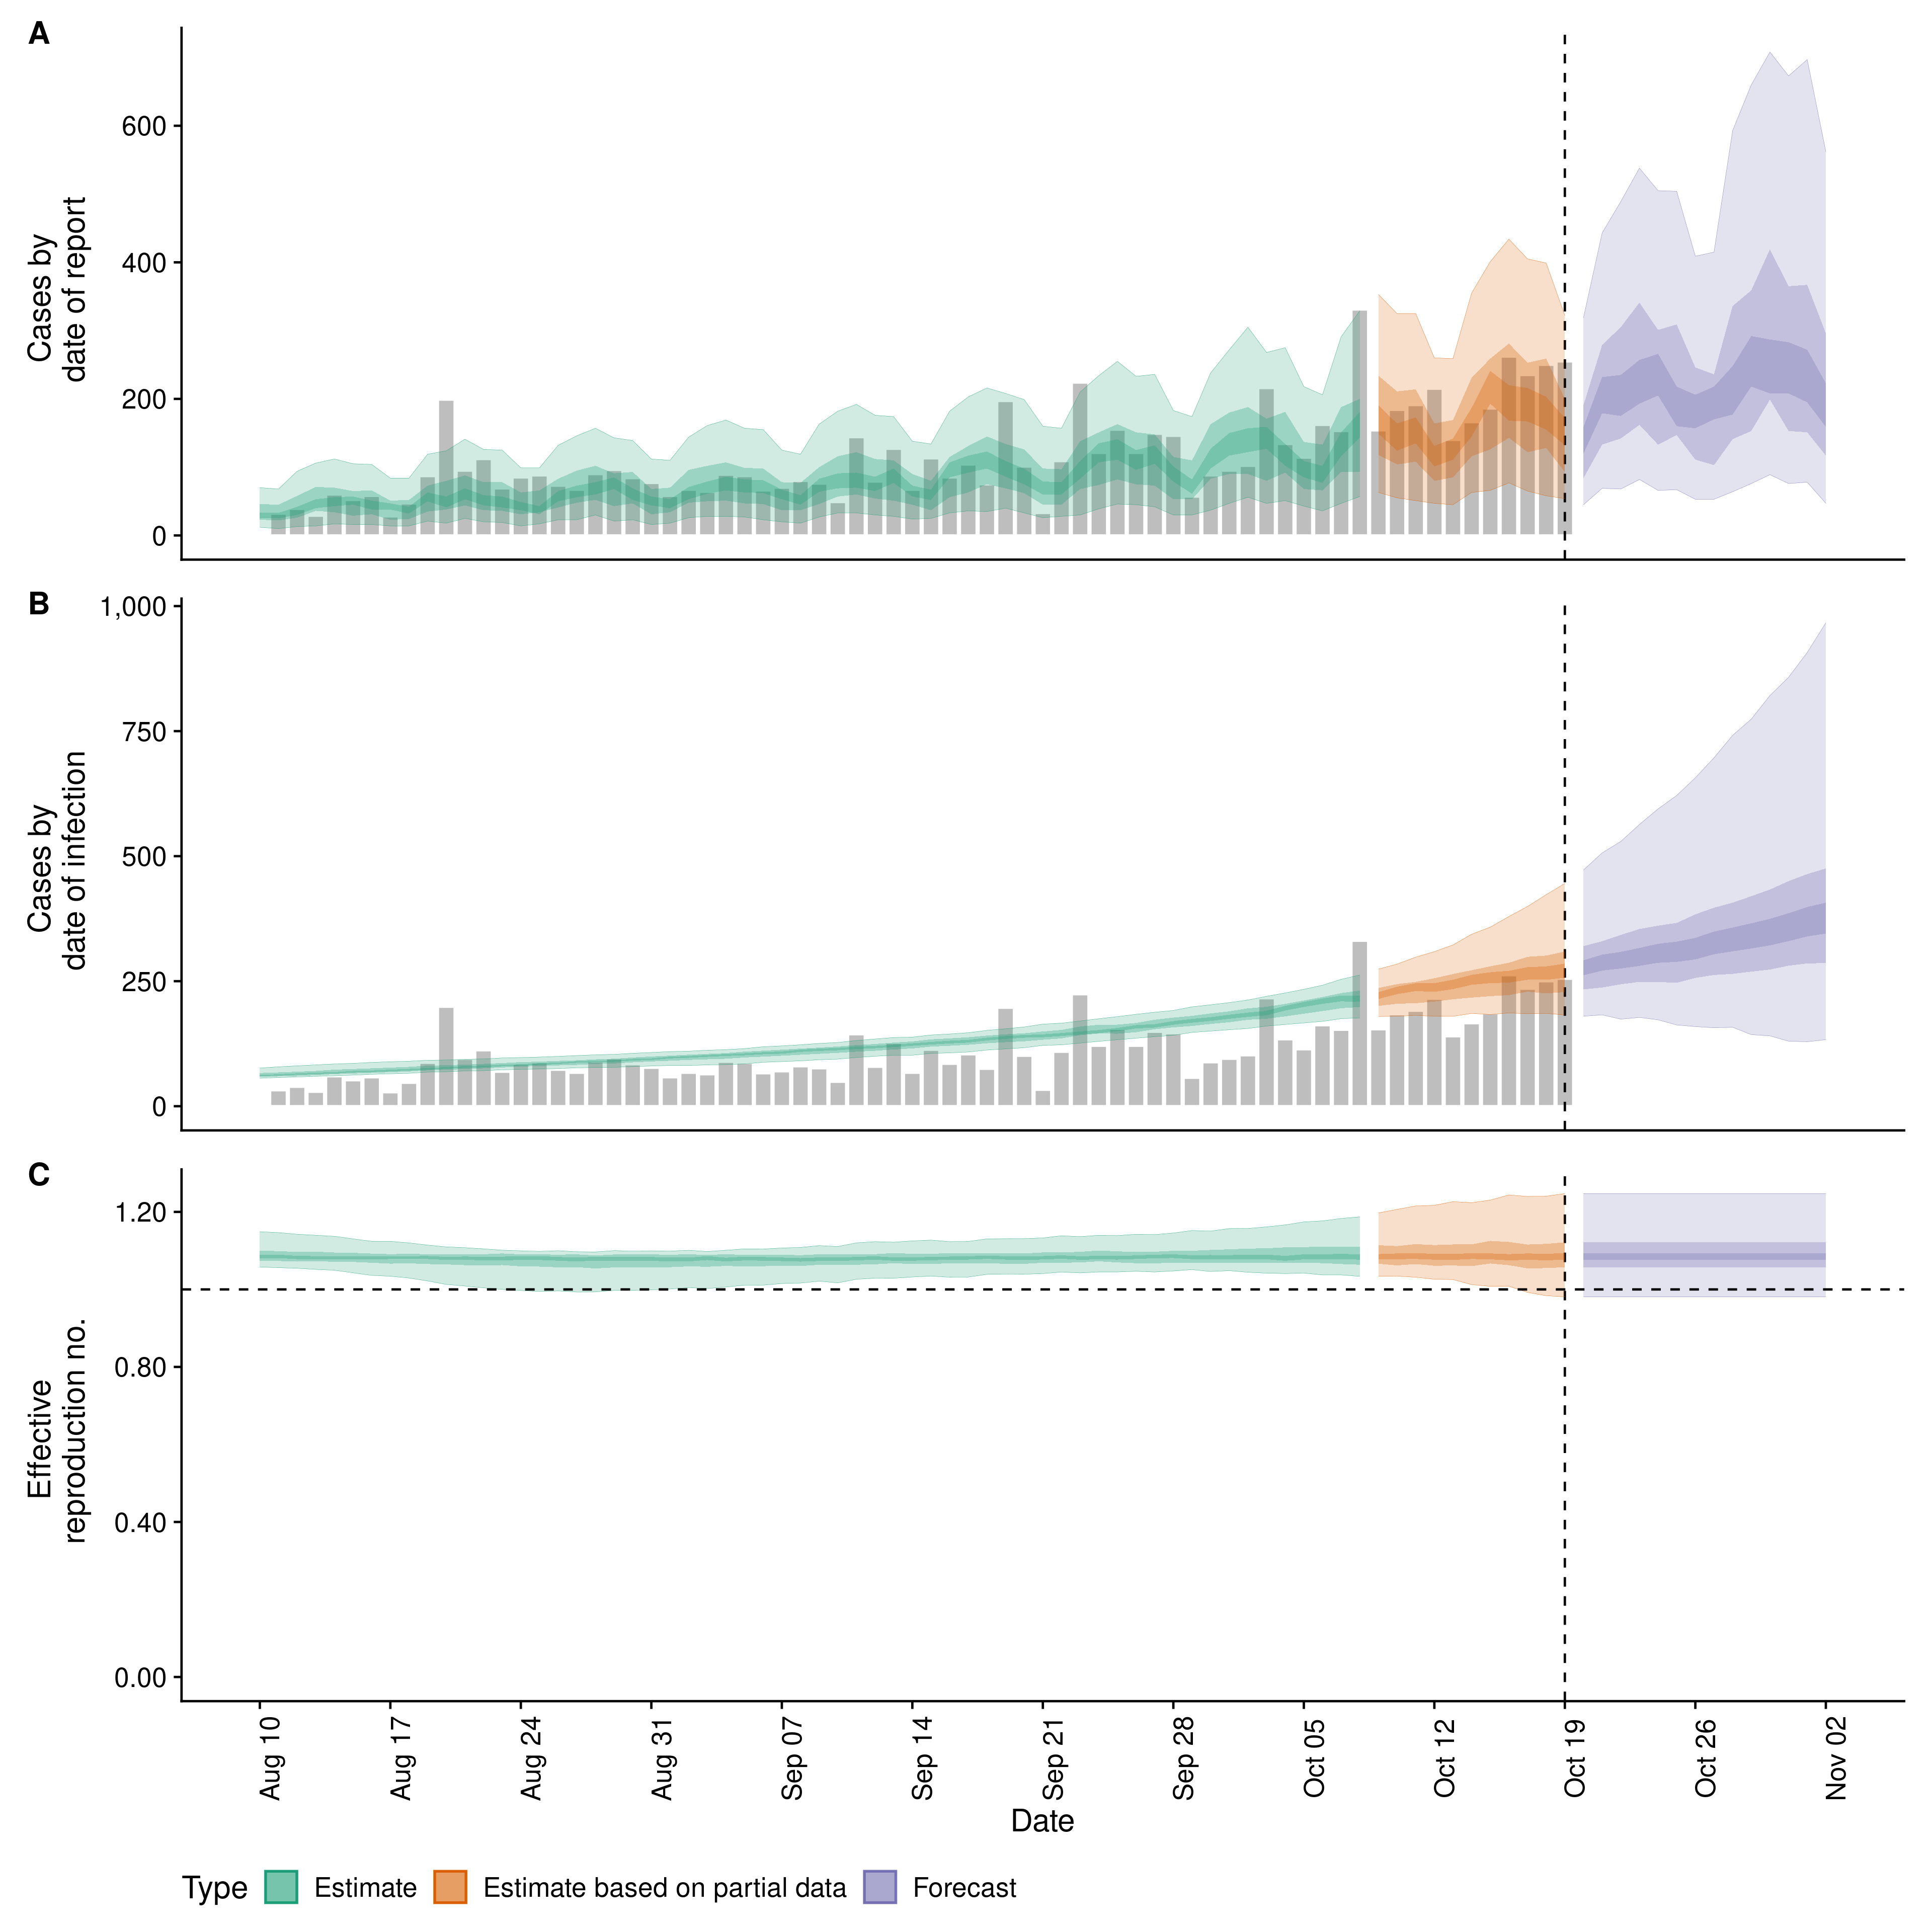 A
Cases by
date of report
600
400
200
0
B
Cases by
date of infection
1,000
750
500
250
0
C
Effective
reproduction no.
1.20
0.80
0.40
0.00
Aug 10
Aug 17
Aug 24
Aug 31
Sep 07
Sep 14
Sep 21
Sep 28
Oct 05
Oct 12
Oct 19
Oct 26
Nov 02
Date
Type Estimate Estimate based on partial data Forecast